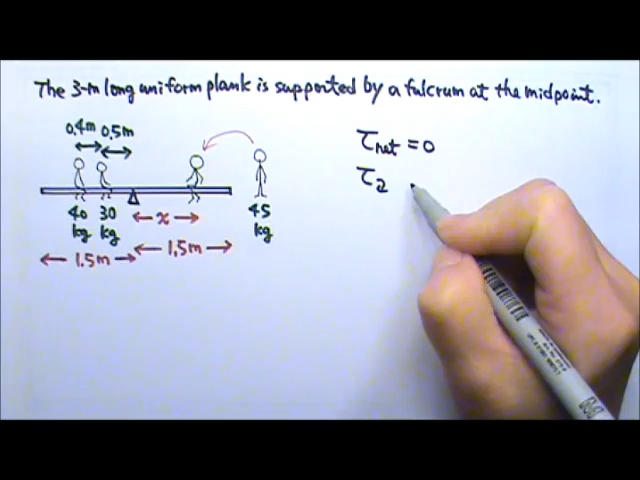 The 3-m long uniform plank is supported by a fulcrum at the midpoint.
0.4m 0.5m
τnet = 0
τ2
40 kg 30 kg x 45 kg
1.5m 1.5m